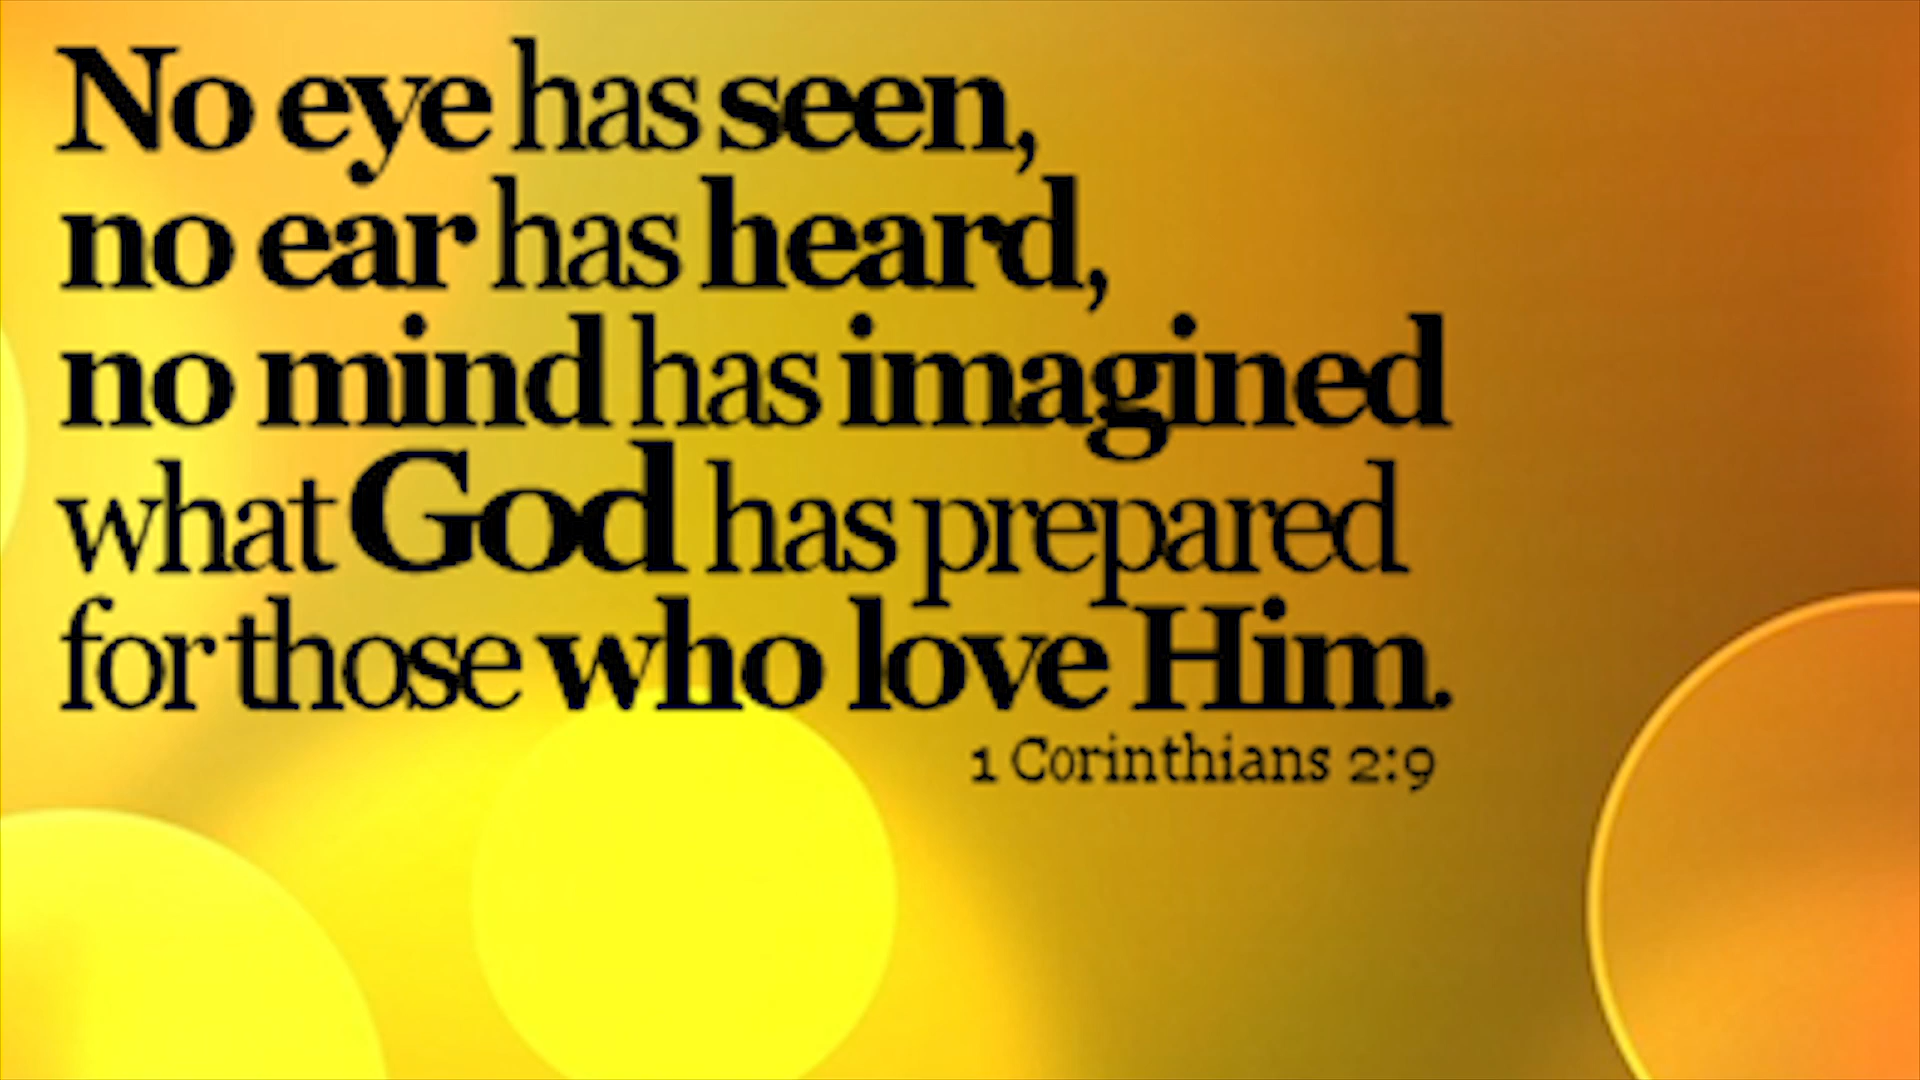 No eye has seen,
no ear has heard,
no mind has imagined
what God has prepared
for those who love Him.
1 Corinthians 2:9